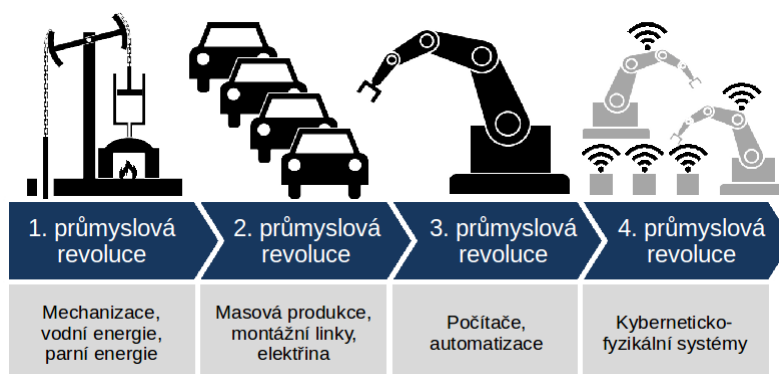 1. průmyslová
revoluce
2. průmyslová
revoluce
3. průmyslová
revoluce
4. průmyslová
revoluce
Mechanizace,
vodní energie,
parní energie
Masová produkce,
montážní linky,
elektřina
Počítače,
automatizace
Kyberneticko-
fyzikální systémy